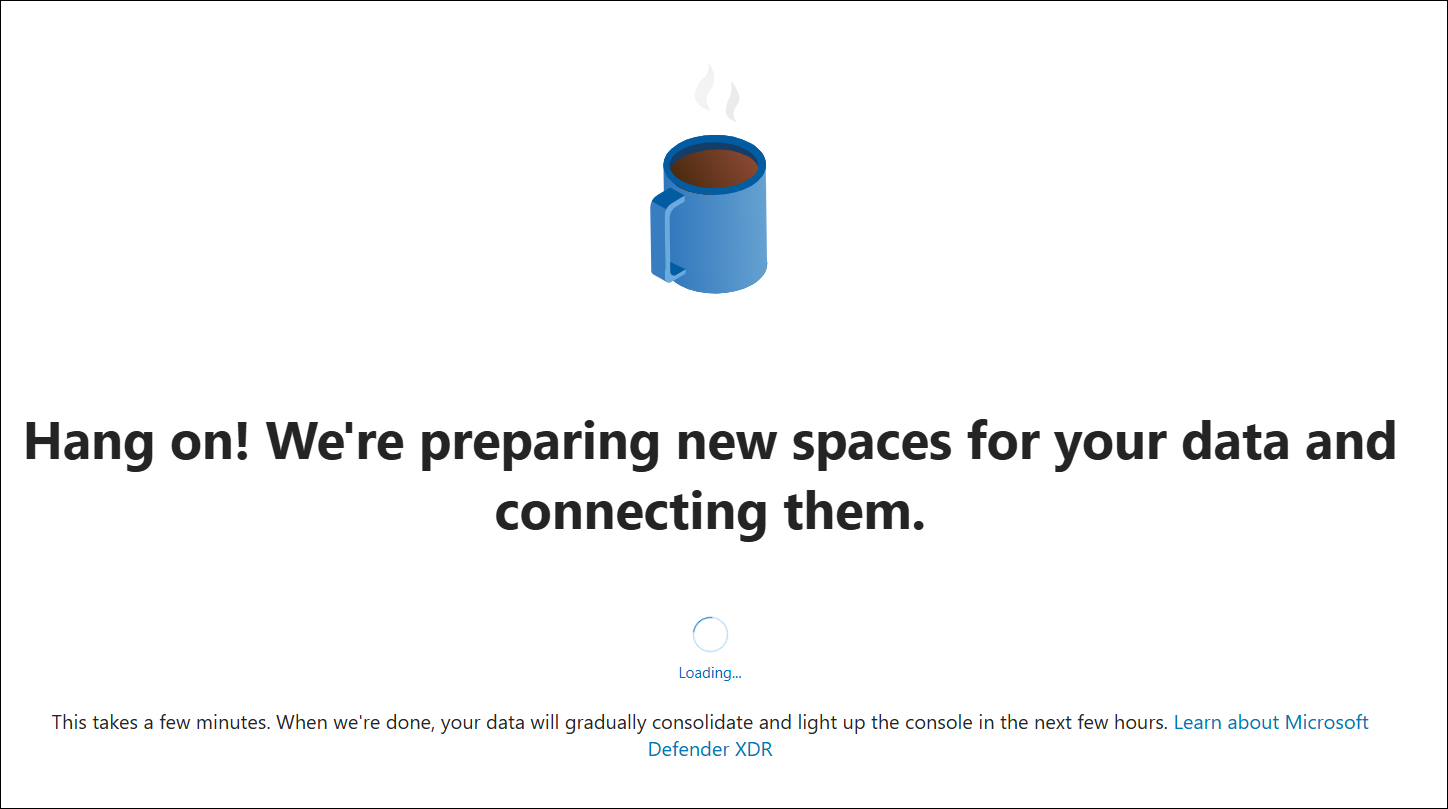 Hang on! We're preparing new spaces for your data and
connecting them.
Loading...
This takes a few minutes. When we're done, your data will gradually consolidate and light up the console in the next few hours. Learn about Microsoft
Defender XDR